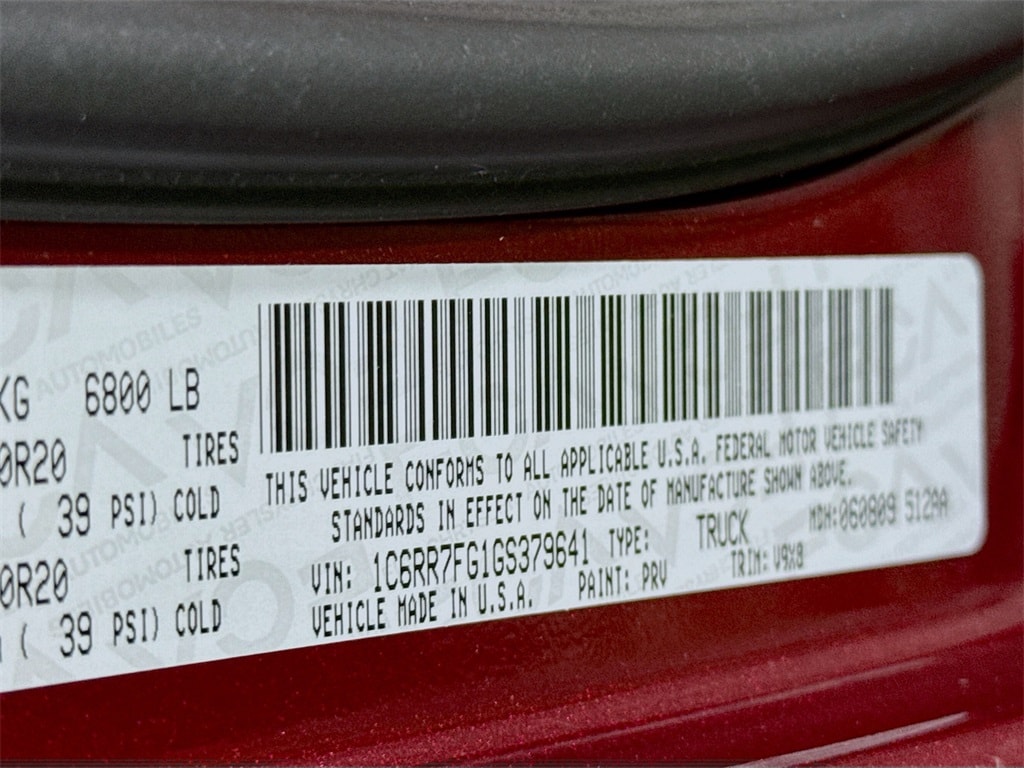 KG 6800 LB
0R20 TIRES
( 39 PSI) COLD
0R20 TIRES
( 39 PSI) COLD
THIS VEHICLE CONFORMS TO ALL APPLICABLE U.S.A. FEDERAL MOTOR VEHICLE SAFETY
STANDARDS IN EFFECT ON THE DATE OF MANUFACTURE SHOWN ABOVE.
VIN: 1C6RR7FG1GS379641 TYPE: TRUCK MDH:060809 512AA
VEHICLE MADE IN U.S.A. PAINT: PRV TRIM: V9X8